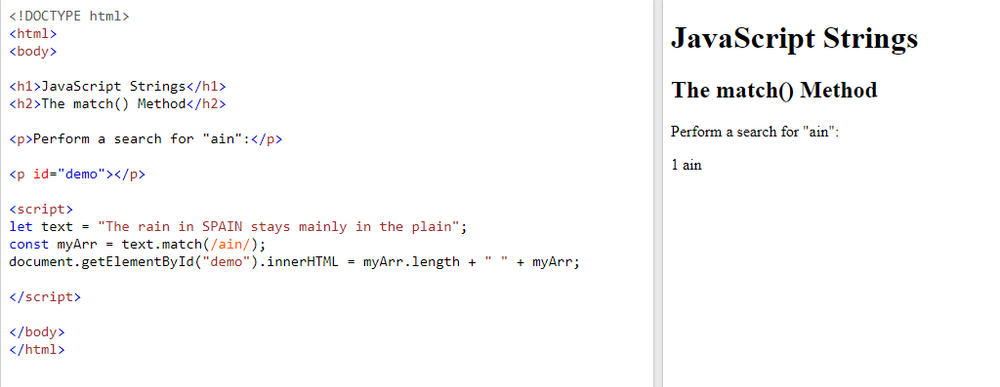 <!DOCTYPE html>
<html>
<body>
<h1>JavaScript Strings</h1>
<h2>The match() Method</h2>
<p>Perform a search for "ain":</p>
<p id="demo"></p>
<script>
let text = "The rain in SPAIN stays mainly in the plain";
const myArr = text.match(/ain/);
document.getElementById("demo").innerHTML = myArr.length + " " + myArr;
</script>
</body>
</html>
JavaScript Strings
The match() Method
Perform a search for "ain":
1 ain